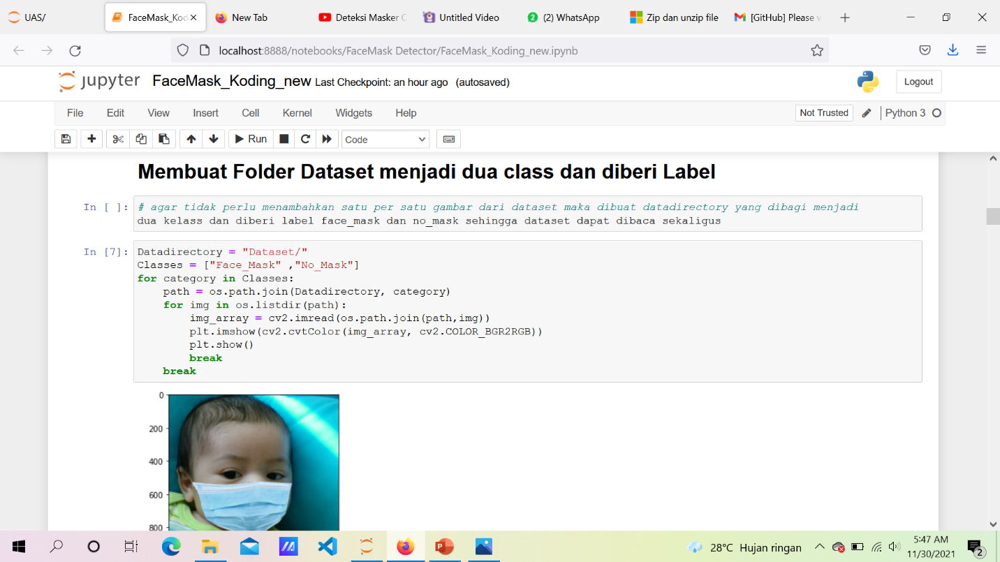 UAS/
FaceMask_Kod
New Tab
Deteksi Masker C
Untitled Video
(2) WhatsApp
Zip dan unzip file
[GitHub] Please v
localhost:8888/notebooks/FaceMask Detector/FaceMask_Koding_new.ipynb
jupyter FaceMask_Koding_new Last Checkpoint: an hour ago (autosaved)
Logout
File Edit View Insert Cell Kernel Widgets Help
Not Trusted
Python 3
Run
Code
Membuat Folder Dataset menjadi dua class dan diberi Label
In [ ]: # agar tidak perlu menambahkan satu per satu gambar dari dataset maka dibuat datadirectory yang dibagi menjadi
dua kelass dan diberi label face_mask dan no_mask sehingga dataset dapat dibaca sekaligus
In [7]: Datadirectory = "Dataset/"
Classes = ["Face_Mask" ,"No_Mask"]
for category in Classes:
    path = os.path.join(Datadirectory, category)
    for img in os.listdir(path):
        img_array = cv2.imread(os.path.join(path,img))
        plt.imshow(cv2.cvtColor(img_array, cv2.COLOR_BGR2RGB))
        plt.show()
        break
    break
0
200
400
600
800
28°C Hujan ringan
5:47 AM
11/30/2021
2